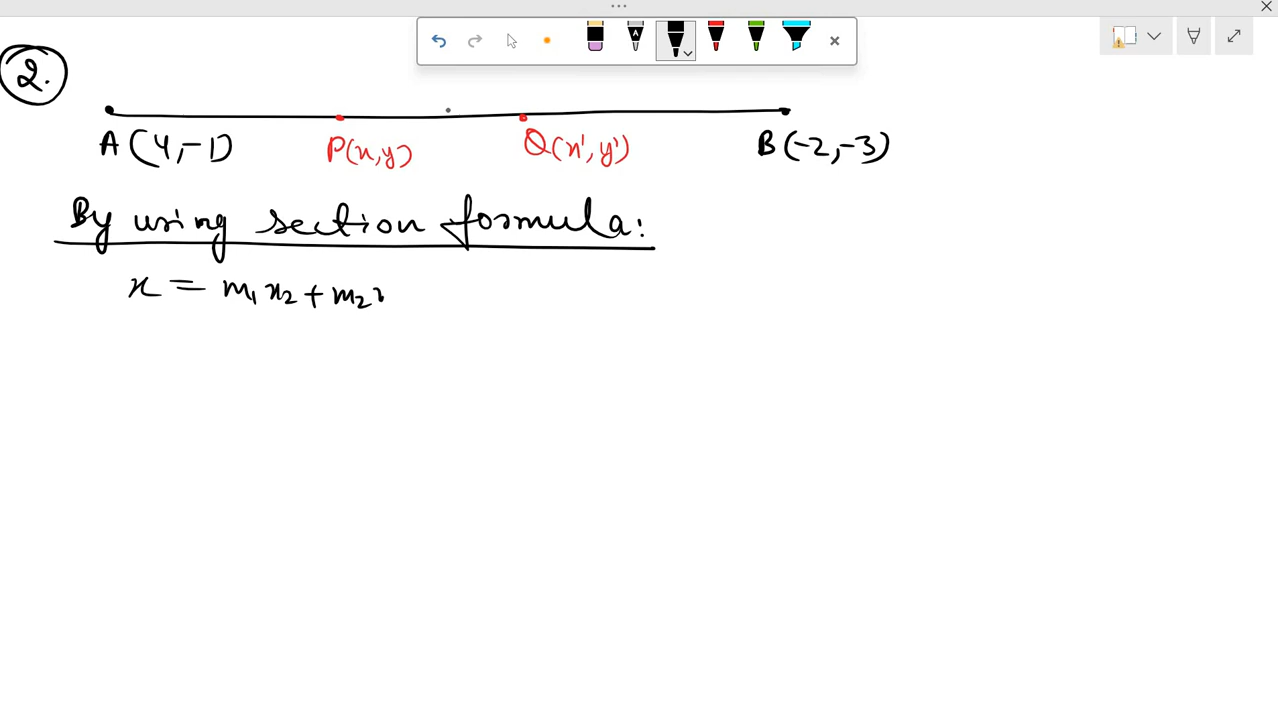 2.
A (4,-1) P(x,y) Q(x',y') B (-2,-3)
By using section formula:
x = m₁x₂ + m₂